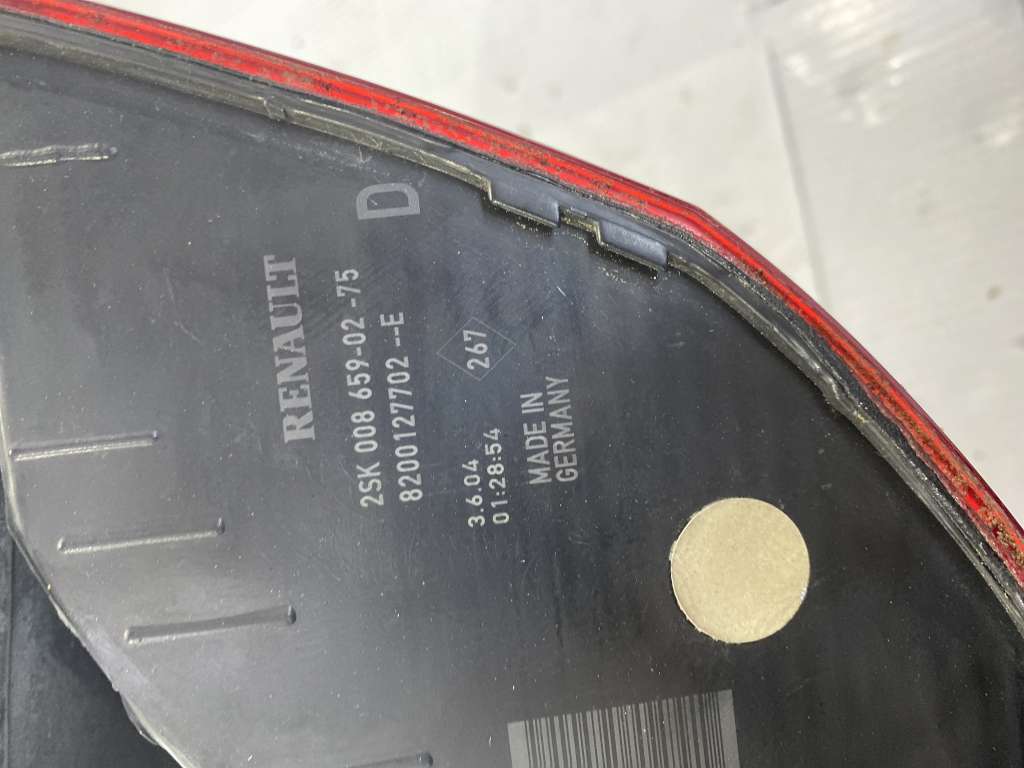 D
RENAULT
2SK 008 659-02 -75
8200127702 --E
267
3.6.04
01:28:54
MADE IN
GERMANY